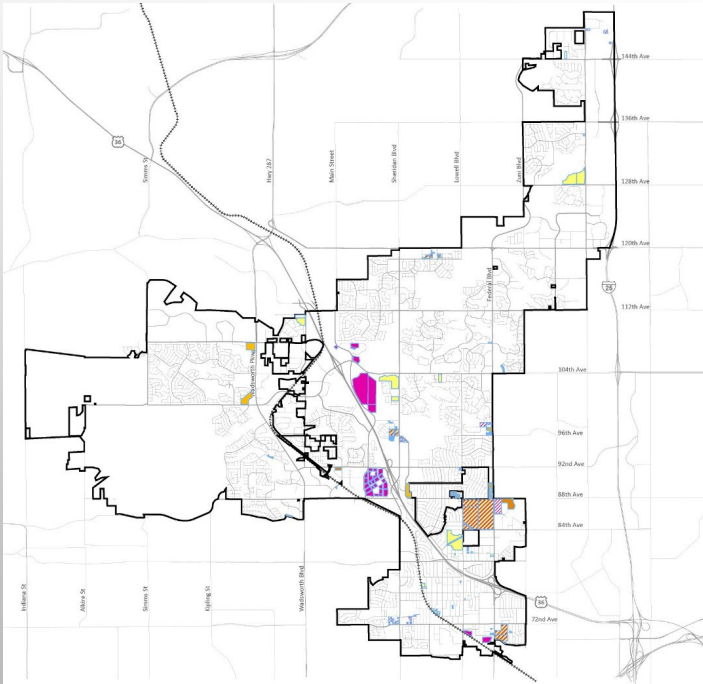 144th Ave
136th Ave
36
Simms St
Hwy 287
Main Street
Sheridan Blvd
Lowell Blvd
Zuni Blvd
128th Ave
120th Ave
Federal Blvd
25
112th Ave
Wadsworth Pkwy
104th Ave
96th Ave
92nd Ave
88th Ave
84th Ave
Indiana St
Alkire St
Simms St
Kipling St
Wadsworth Blvd
36
72nd Ave